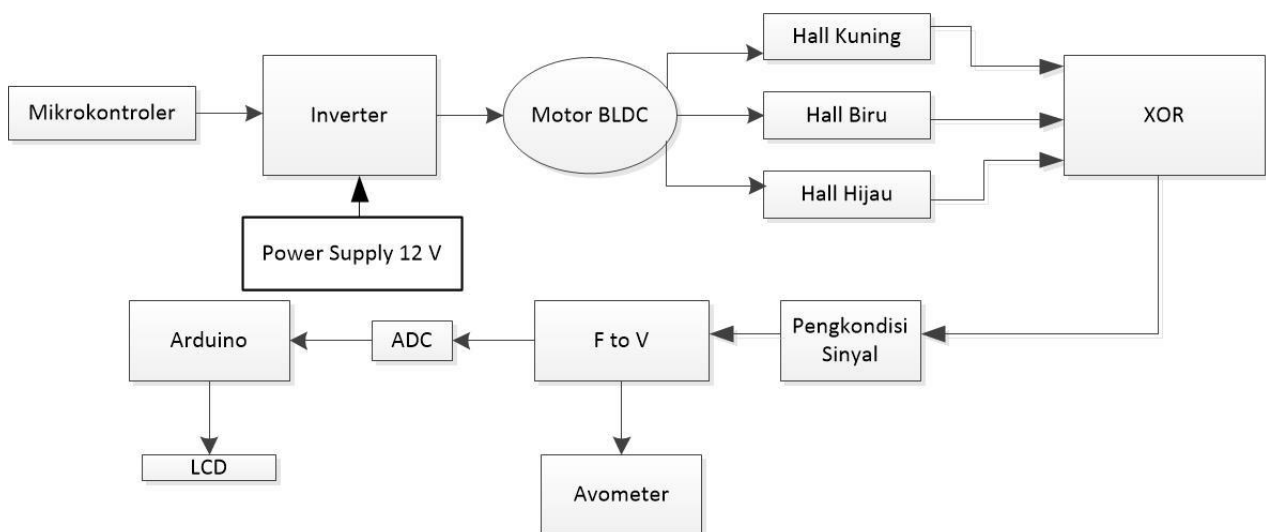 Mikrokontroler
Inverter
Motor BLDC
Hall Kuning
Hall Biru
Hall Hijau
XOR
Power Supply 12 V
Arduino
ADC
F to V
Pengkondisi
Sinyal
LCD
Avometer